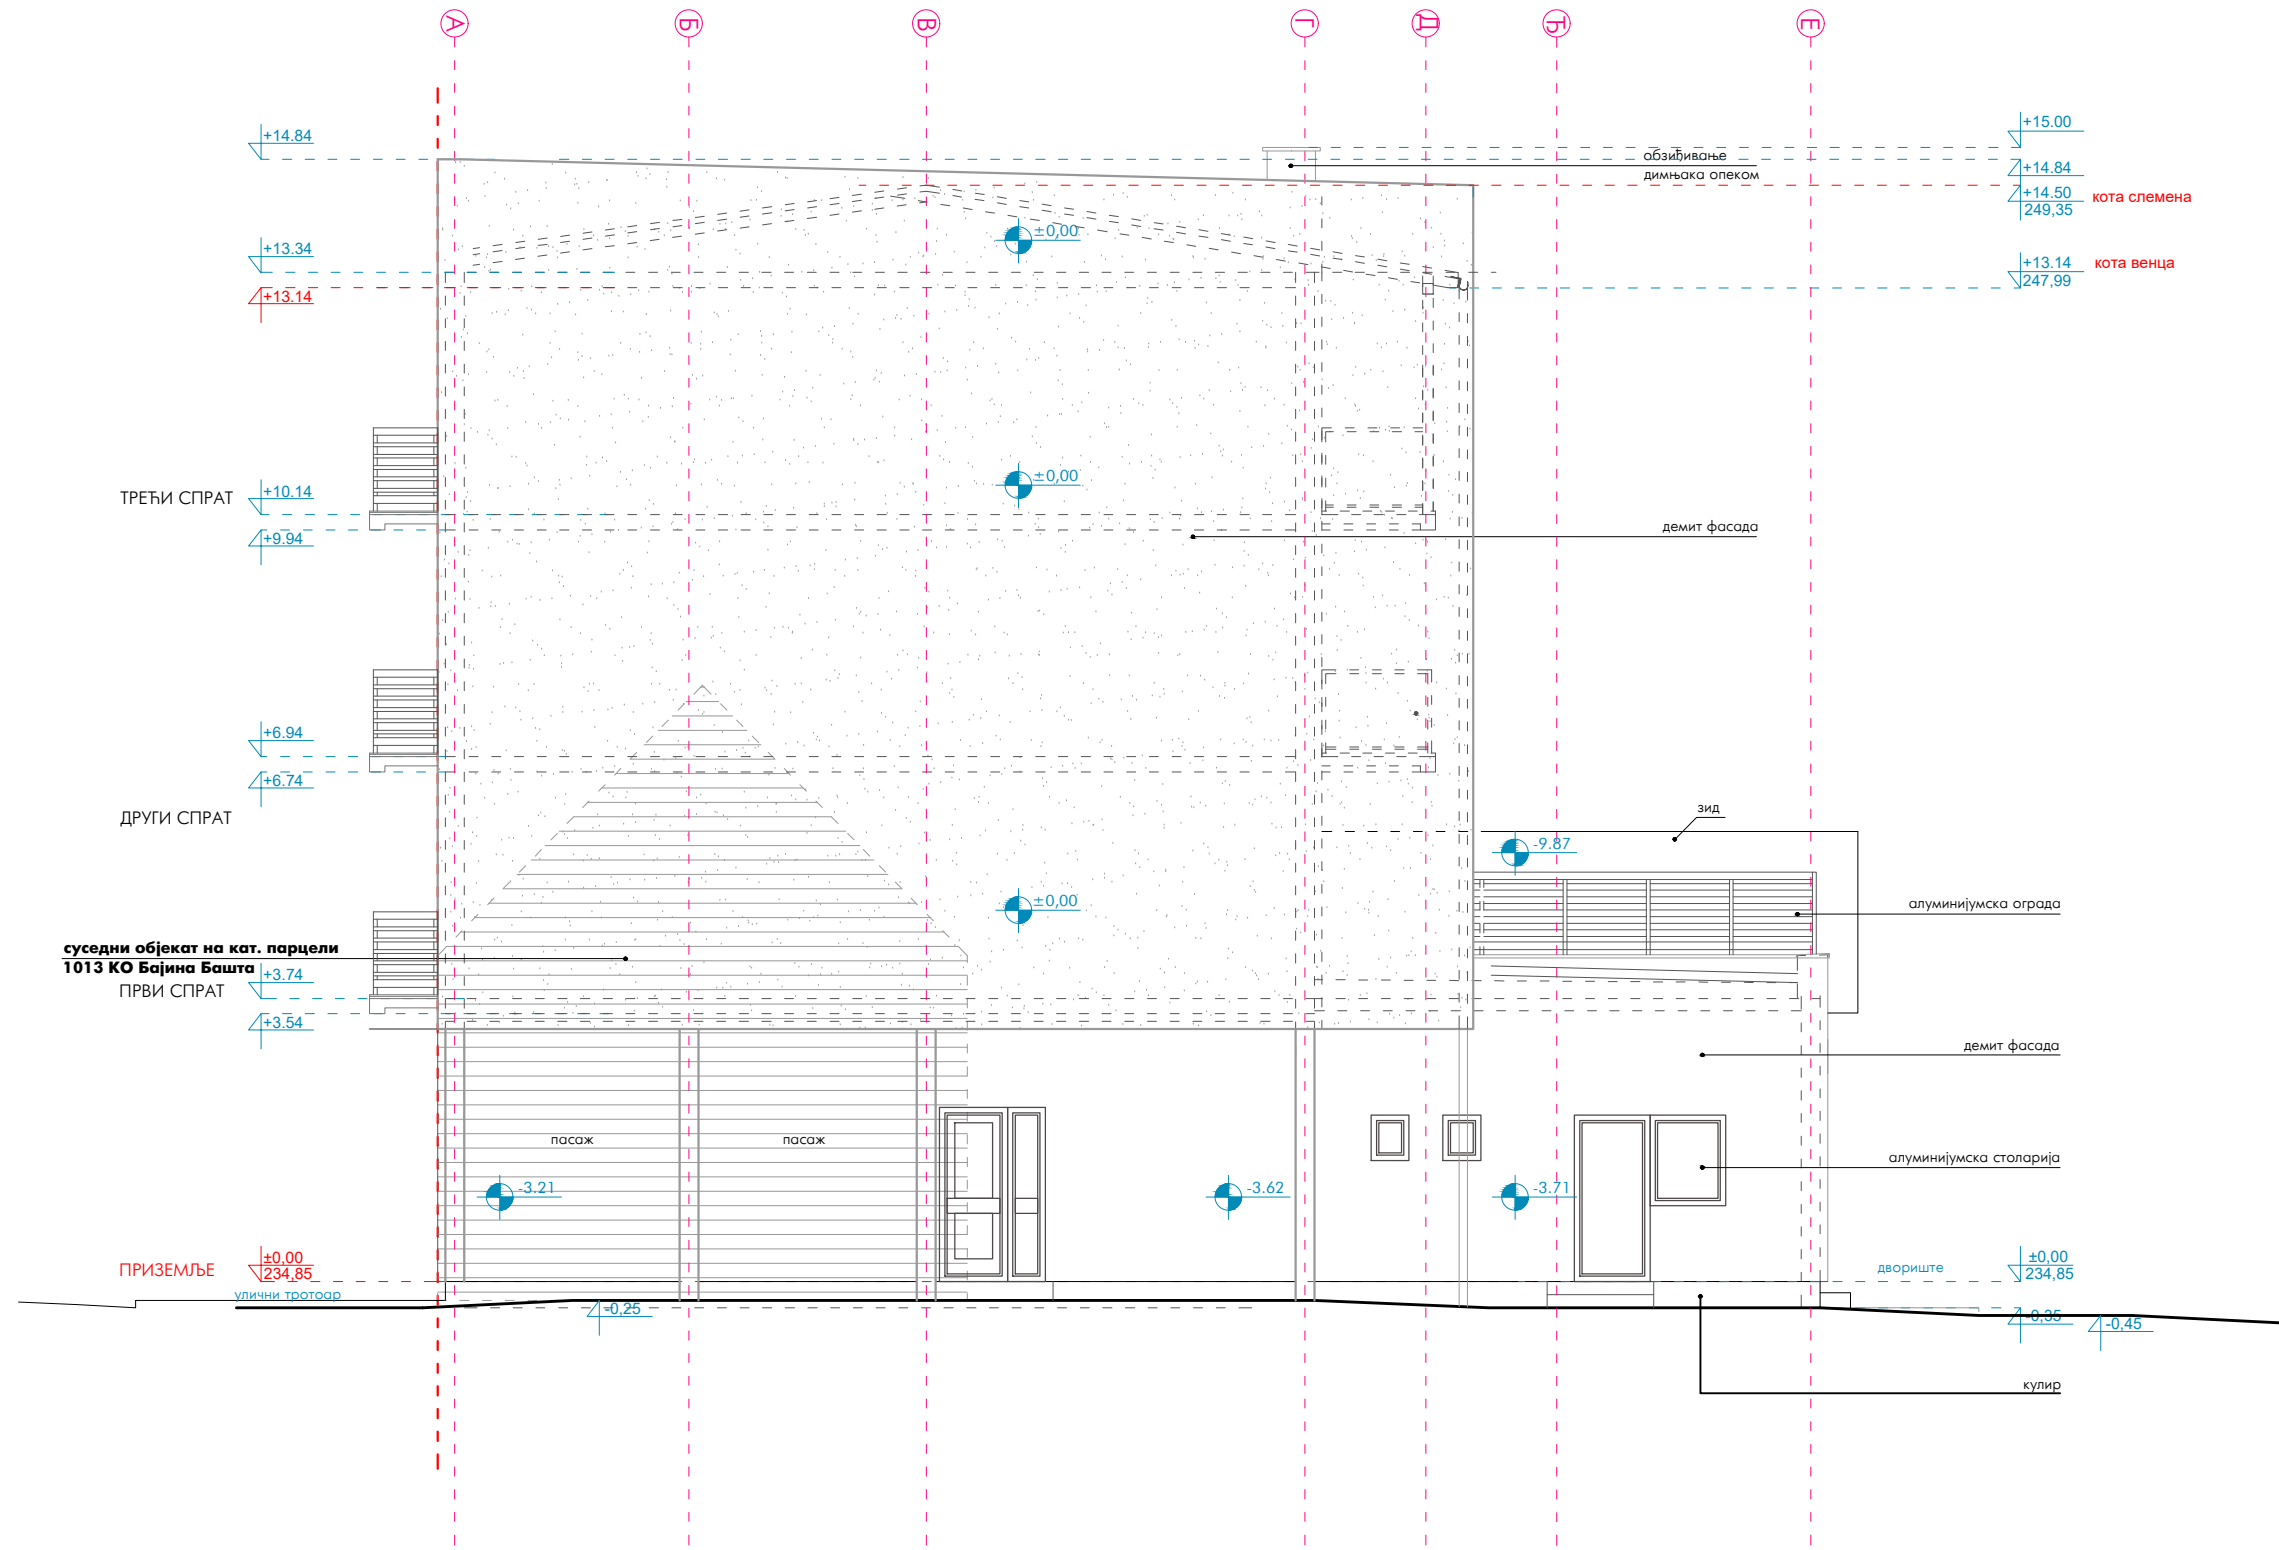 А Б В Г Д Ђ Е
+14.84
+15.00
обзиђивање
димњака опеком
+14.84
+14.50
249,35
кота слемена
±0,00
+13.34
+13.14
+13.14
247,99
кота венца
ТРЕЋИ СПРАТ
+10.14
±0,00
+9.94
демит фасада
+6.94
+6.74
ДРУГИ СПРАТ
зид
-9.87
±0,00
алуминијумска ограда
суседни објекат на кат. парцели
1013 КО Бајина Башта
+3.74
ПРВИ СПРАТ
+3.54
демит фасада
пасаж
пасаж
алуминијумска столарија
-3.21
-3.62
-3.71
ПРИЗЕМЉЕ
±0,00
234,85
двориште
±0,00
234,85
улични тротоар
-0,25
-0,35
-0,45
кулир